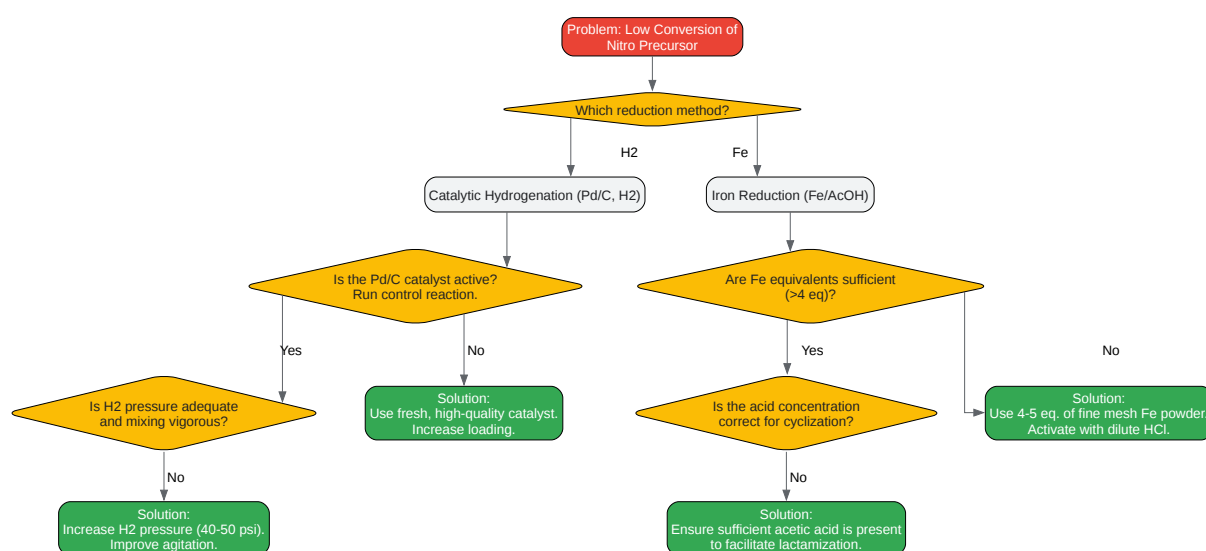 Problem: Low Conversion of
Nitro Precursor
Which reduction method?
H2
Fe
Catalytic Hydrogenation (Pd/C, H2)
Iron Reduction (Fe/AcOH)
Is the Pd/C catalyst active?
Run control reaction.
Are Fe equivalents sufficient
(>4 eq)?
Yes
No
Yes
No
Is H2 pressure adequate
and mixing vigorous?
Solution:
Use fresh, high-quality catalyst.
Increase loading.
Is the acid concentration
correct for cyclization?
Solution:
Use 4-5 eq. of fine mesh Fe powder.
Activate with dilute HCl.
No
No
Solution:
Increase H2 pressure (40-50 psi).
Improve agitation.
Solution:
Ensure sufficient acetic acid is present
to facilitate lactamization.